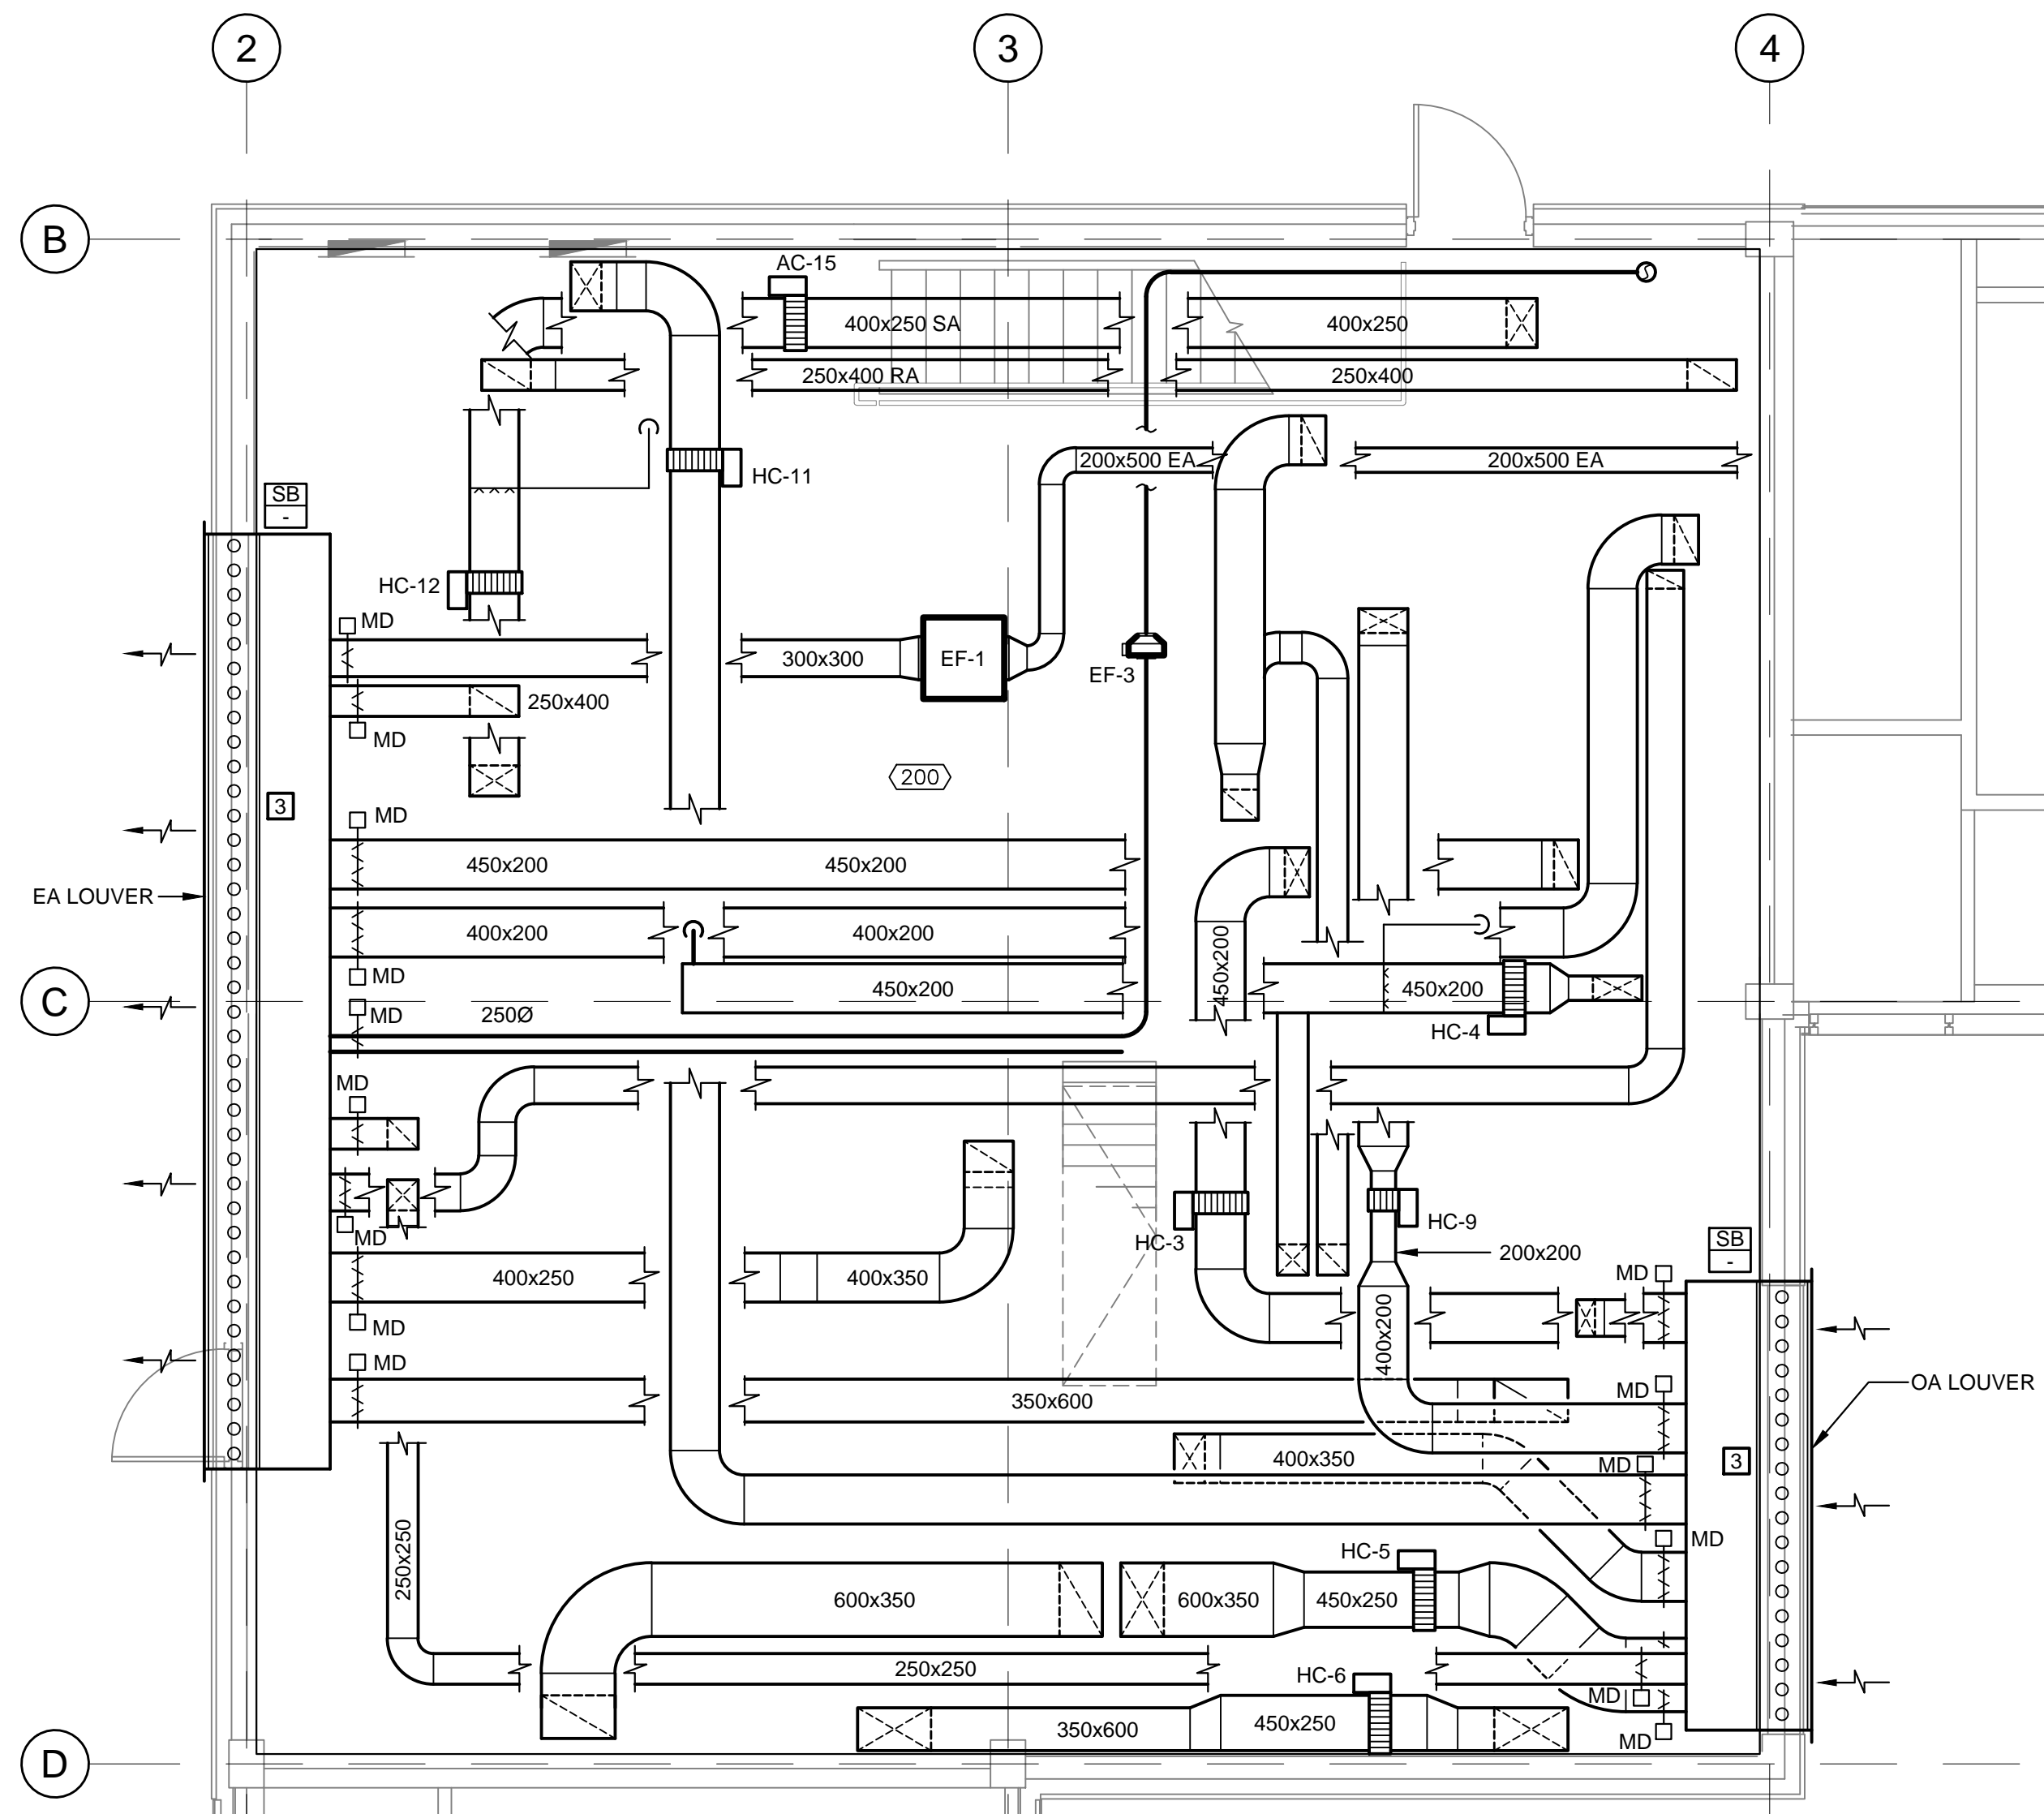 2
3
4
B
AC-15
400x250 SA
400x250
250x400 RA
250x400
200x500 EA
200x500 EA
HC-11
SB
-
HC-12
MD
300x300
EF-1
EF-3
250x400
MD
200
3
MD
450x200
450x200
EA LOUVER
400x200
400x200
450x200
MD
450x200
450x200
C
MD
250Ø
HC-4
MD
HC-9
HC-3
MD
SB
-
200x200
400x250
400x350
MD
MD
400x200
MD
MD
OA LOUVER
350x600
400x350
MD
3
MD
250x250
HC-5
600x350
600x350
450x250
250x250
HC-6
MD
350x600
450x250
MD
D